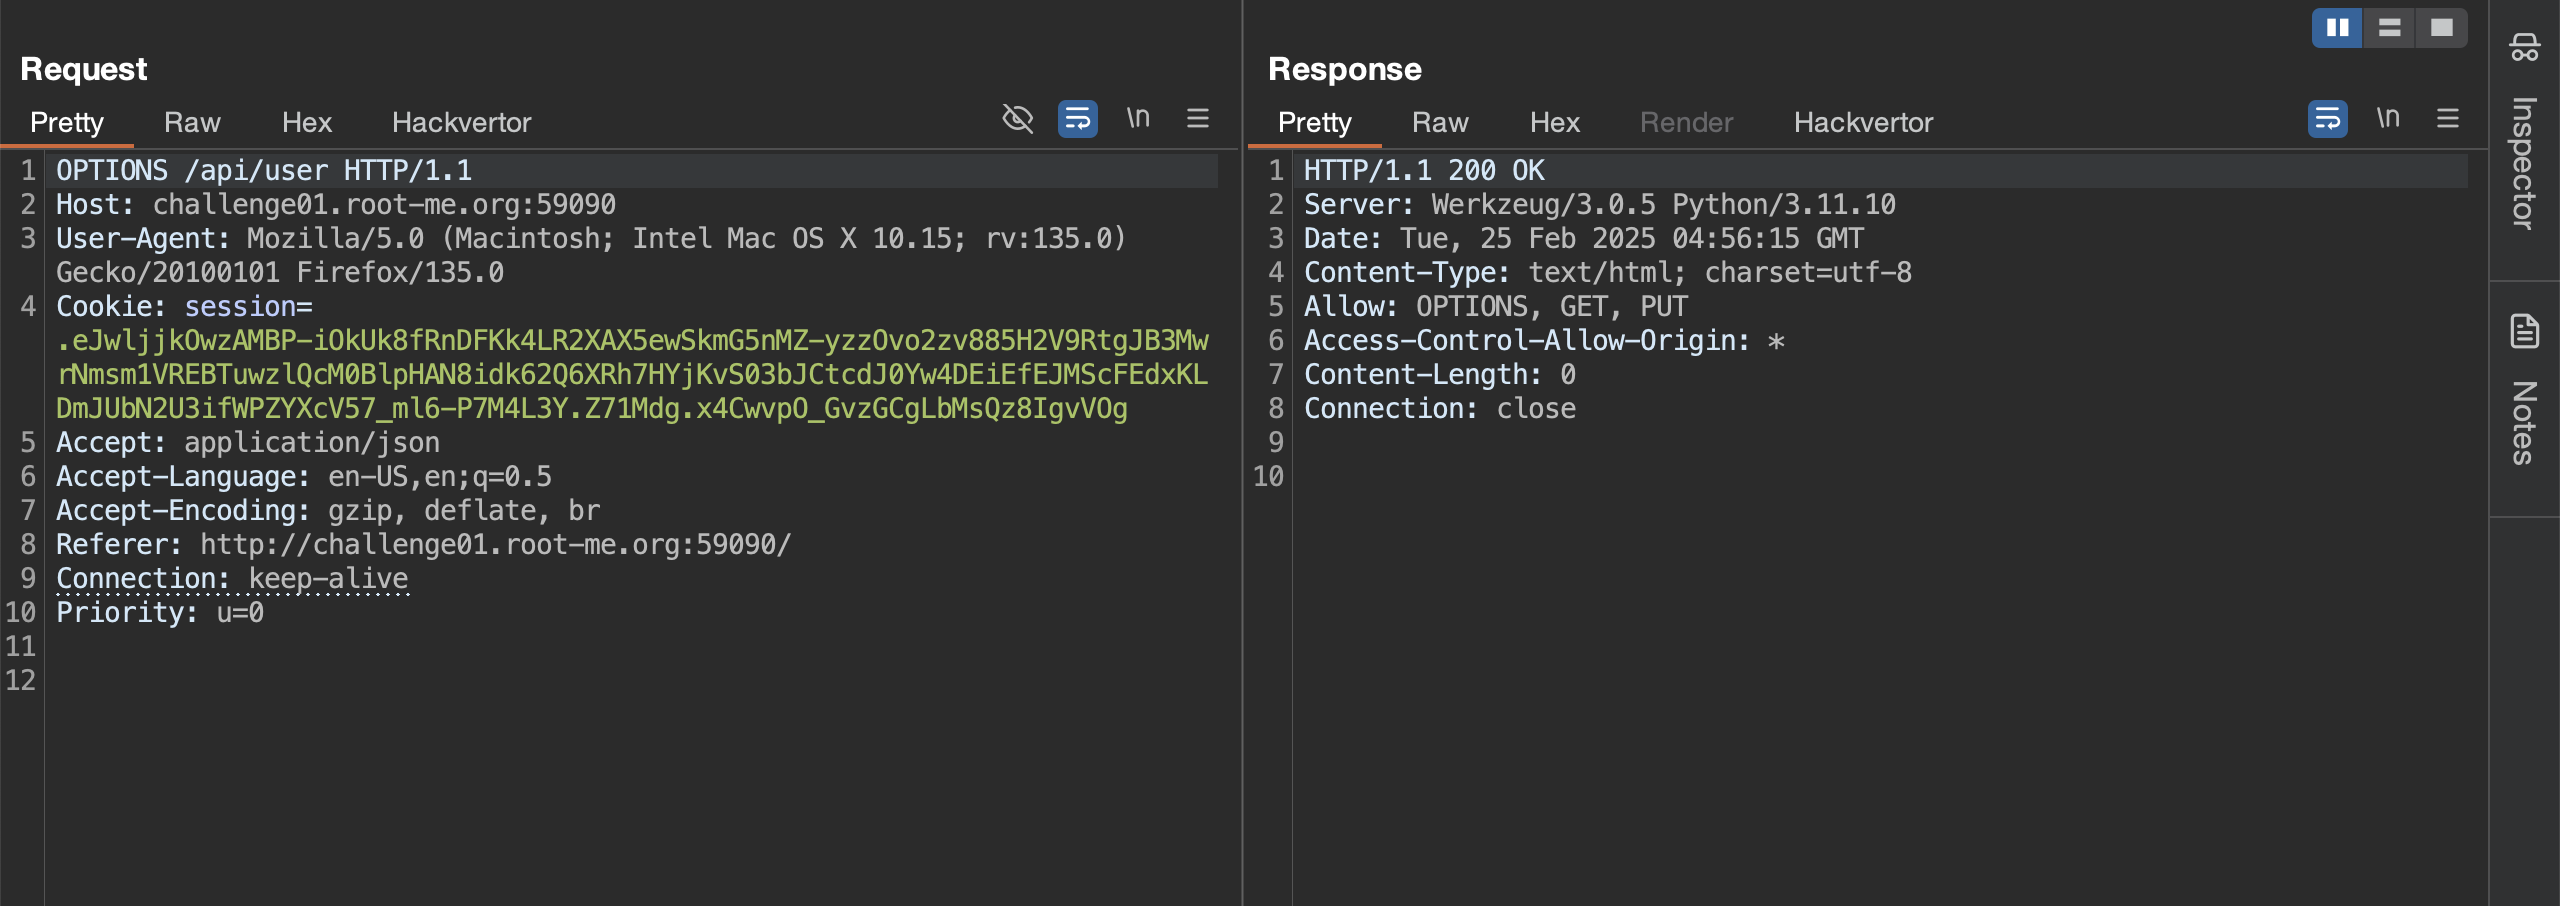 Request
Pretty Raw Hex Hackvertor \n
1 OPTIONS /api/user HTTP/1.1
2 Host: challenge01.root-me.org:59090
3 User-Agent: Mozilla/5.0 (Macintosh; Intel Mac OS X 10.15; rv:135.0)
Gecko/20100101 Firefox/135.0
4 Cookie: session=
.eJwljjkOwzAMBP-iOkUk8fRnDFKk4LR2XAX5ewSkmG5nMZ-yzzOvo2zv885H2V9RtgJB3Mw
rNmsm1VREBTuwzlQcM0BlpHAN8idk62Q6XRh7HYjKvS03bJCtcdJ0Yw4DEiEfEJMScFEdxKL
DmJUbN2U3ifWPZYXcV57_ml6-P7M4L3Y.Z71Mdg.x4CwvpO_GvzGCgLbMsQz8IgvVOg
5 Accept: application/json
6 Accept-Language: en-US,en;q=0.5
7 Accept-Encoding: gzip, deflate, br
8 Referer: http://challenge01.root-me.org:59090/
9 Connection: keep-alive
10 Priority: u=0
11
12
Response
Pretty Raw Hex Render Hackvertor \n
1 HTTP/1.1 200 OK
2 Server: Werkzeug/3.0.5 Python/3.11.10
3 Date: Tue, 25 Feb 2025 04:56:15 GMT
4 Content-Type: text/html; charset=utf-8
5 Allow: OPTIONS, GET, PUT
6 Access-Control-Allow-Origin: *
7 Content-Length: 0
8 Connection: close
9
10
Inspector
Notes